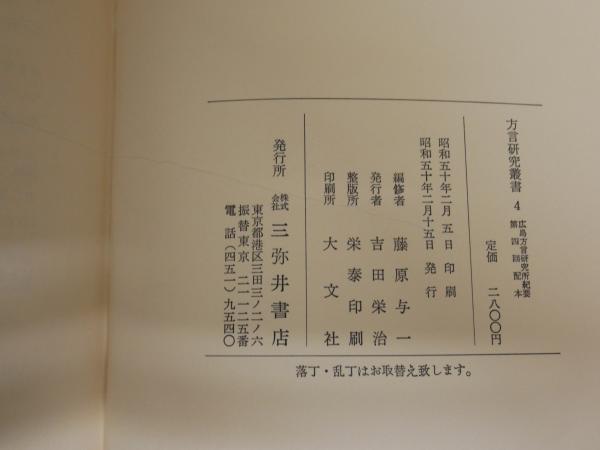 方言研究叢書 4
広島方言研究所紀要
第四回配本
定価 二八〇〇円
昭和五十年二月 五 日 印刷
昭和五十年二月十五日 発行
編修者 藤原与一
発行者 吉田栄治
整版所 栄泰印刷
印刷所 大文社
発行所 株式会社 三弥井書店
東京都港区三田三ノ二ノ六
振替東京 二一一二五番
電話(四五一)九五四〇
落丁・乱丁はお取替え致します。